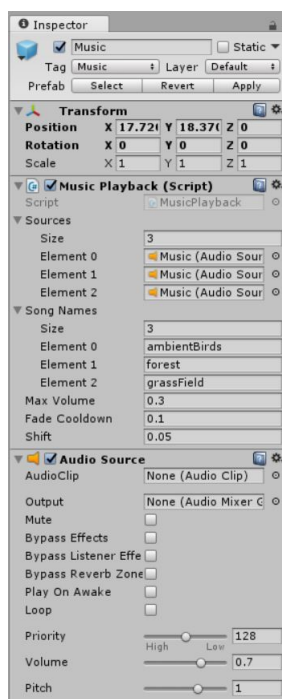 Inspector
Music Static
Tag Music Layer Default
Prefab Select Revert Apply
Transform
Position X 17.720 Y 18.370 Z 0
Rotation X 0 Y 0 Z 0
Scale X 1 Y 1 Z 1
Music Playback (Script)
Script MusicPlayback
Sources
Size 3
Element 0 Music (Audio Sour
Element 1 Music (Audio Sour
Element 2 Music (Audio Sour
Song Names
Size 3
Element 0 ambientBirds
Element 1 forest
Element 2 grassField
Max Volume 0.3
Fade Cooldown 0.1
Shift 0.05
Audio Source
AudioClip None (Audio Clip)
Output None (Audio Mixer G
Mute
Bypass Effects
Bypass Listener Effe
Bypass Reverb Zone
Play On Awake
Loop
Priority 128
High Low
Volume 0.7
Pitch 1